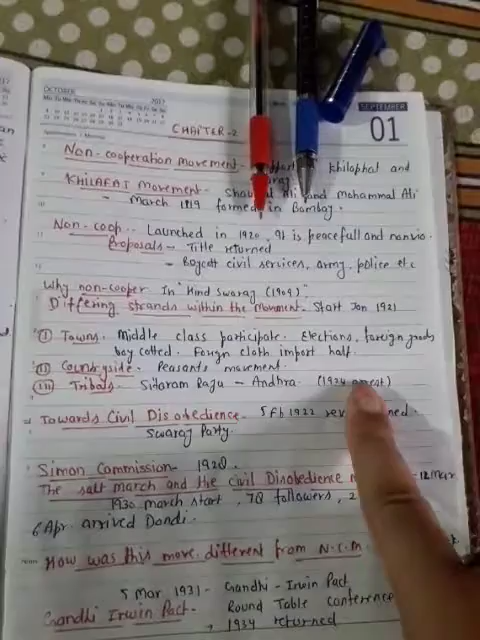 OCTOBER
2017
SEPTEMBER
01
CHAPTER-2
Non-cooperation movement- Khilaphat and
KHILAFAT Movement- Ali and Mohammad Ali
- March 1919 formed in Bombay.
Non-coop. Launched in 1920, It is peacefull and nonvio.
Proposals - Title returned
- Boycott civil services, army, police etc
Why non-cooper In "Hind swaraj (1909)"
Differing strands within the movement. Start Jan 1921
(I) Towns. Middle class participate. Elections, foreign goods
boycotted. Foreign cloth import half.
(II) Countryside. Peasants movement.
(III) Tribals- Sitaram Raju - Andhra. (1924 arrest)
Towards Civil Disobedience- 5 Fb 1922
Swaraj Party.
Simon Commission- 1928.
The salt march and the civil Disobedience - 12 Mar
1930 march start, 78 followers, 2
6 Apr. arrived Dandi.
How was this more different from N.C.M.
5 Mar 1931- Gandhi - Irwin Pact
Gandhi Irwin Pact- Round Table Conference
1934 returned